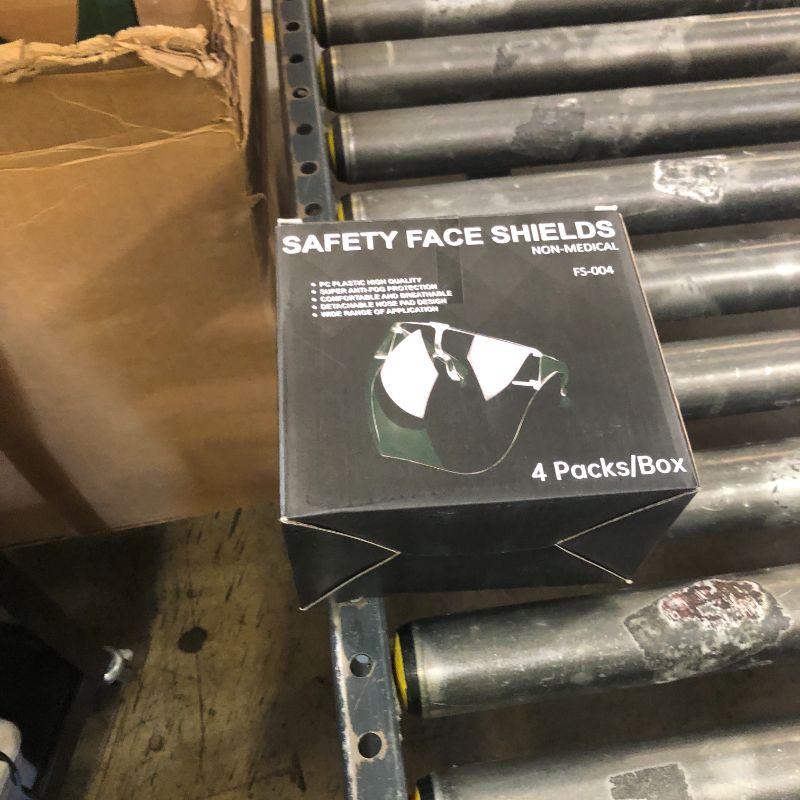 SAFETY FACE SHIELDS
NON-MEDICAL
FS-004
• PC PLASTIC HIGH QUALITY
• SUPER ANTI-FOG PROTECTION
• COMFORTABLE AND BREATHABLE
• DETACHABLE NOSE PAD DESIGN
• WIDE RANGE OF APPLICATION
4 Packs/Box